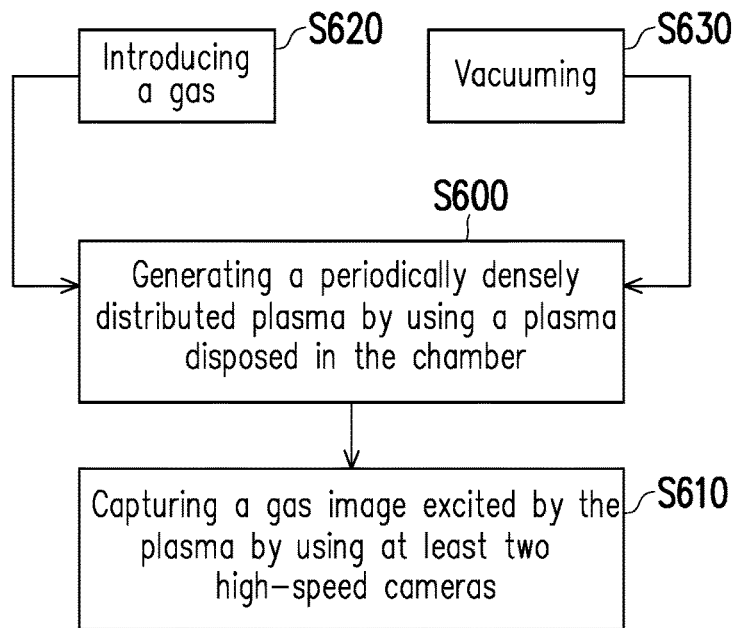 S620
Introducing
a gas
S630
Vacuuming
S600
Generating a periodically densely
distributed plasma by using a plasma
disposed in the chamber
S610
Capturing a gas image excited by the
plasma by using at least two
high-speed cameras